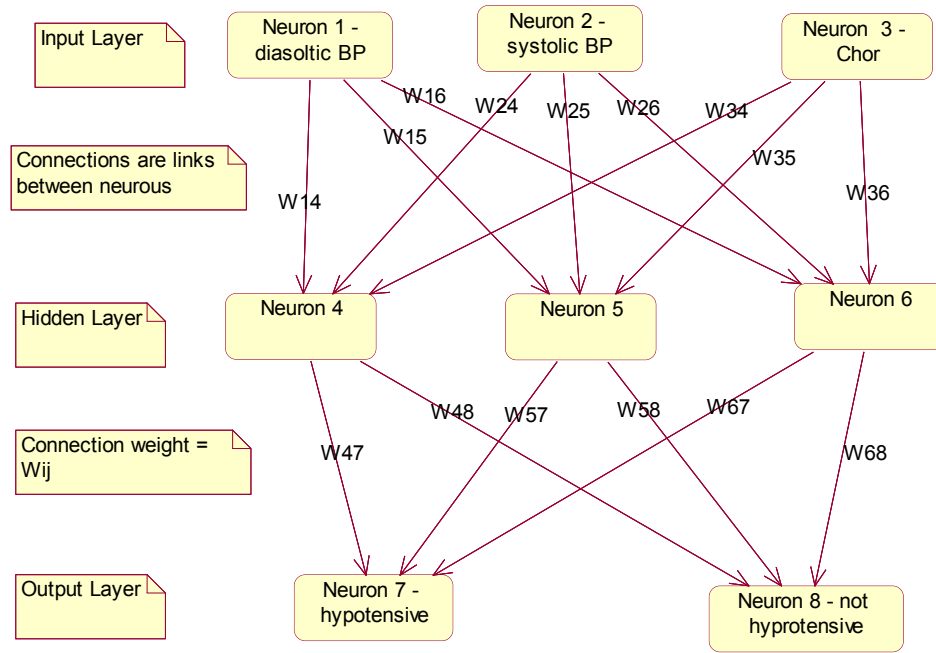 Input Layer
Neuron 1 -
diasoltic BP
Neuron 2 -
systolic BP
Neuron 3 -
Chor
W16
W24
W25
W26
W34
W15
W35
Connections are links
between neurous
W14
W36
Hidden Layer
Neuron 4
Neuron 5
Neuron 6
W48
W57
W58
W67
Connection weight =
Wij
W47
W68
Output Layer
Neuron 7 -
hypotensive
Neuron 8 - not
hyprotensive